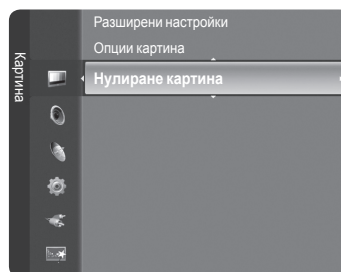 Картина
Разширени настройки
Опции картина
Нулиране картина